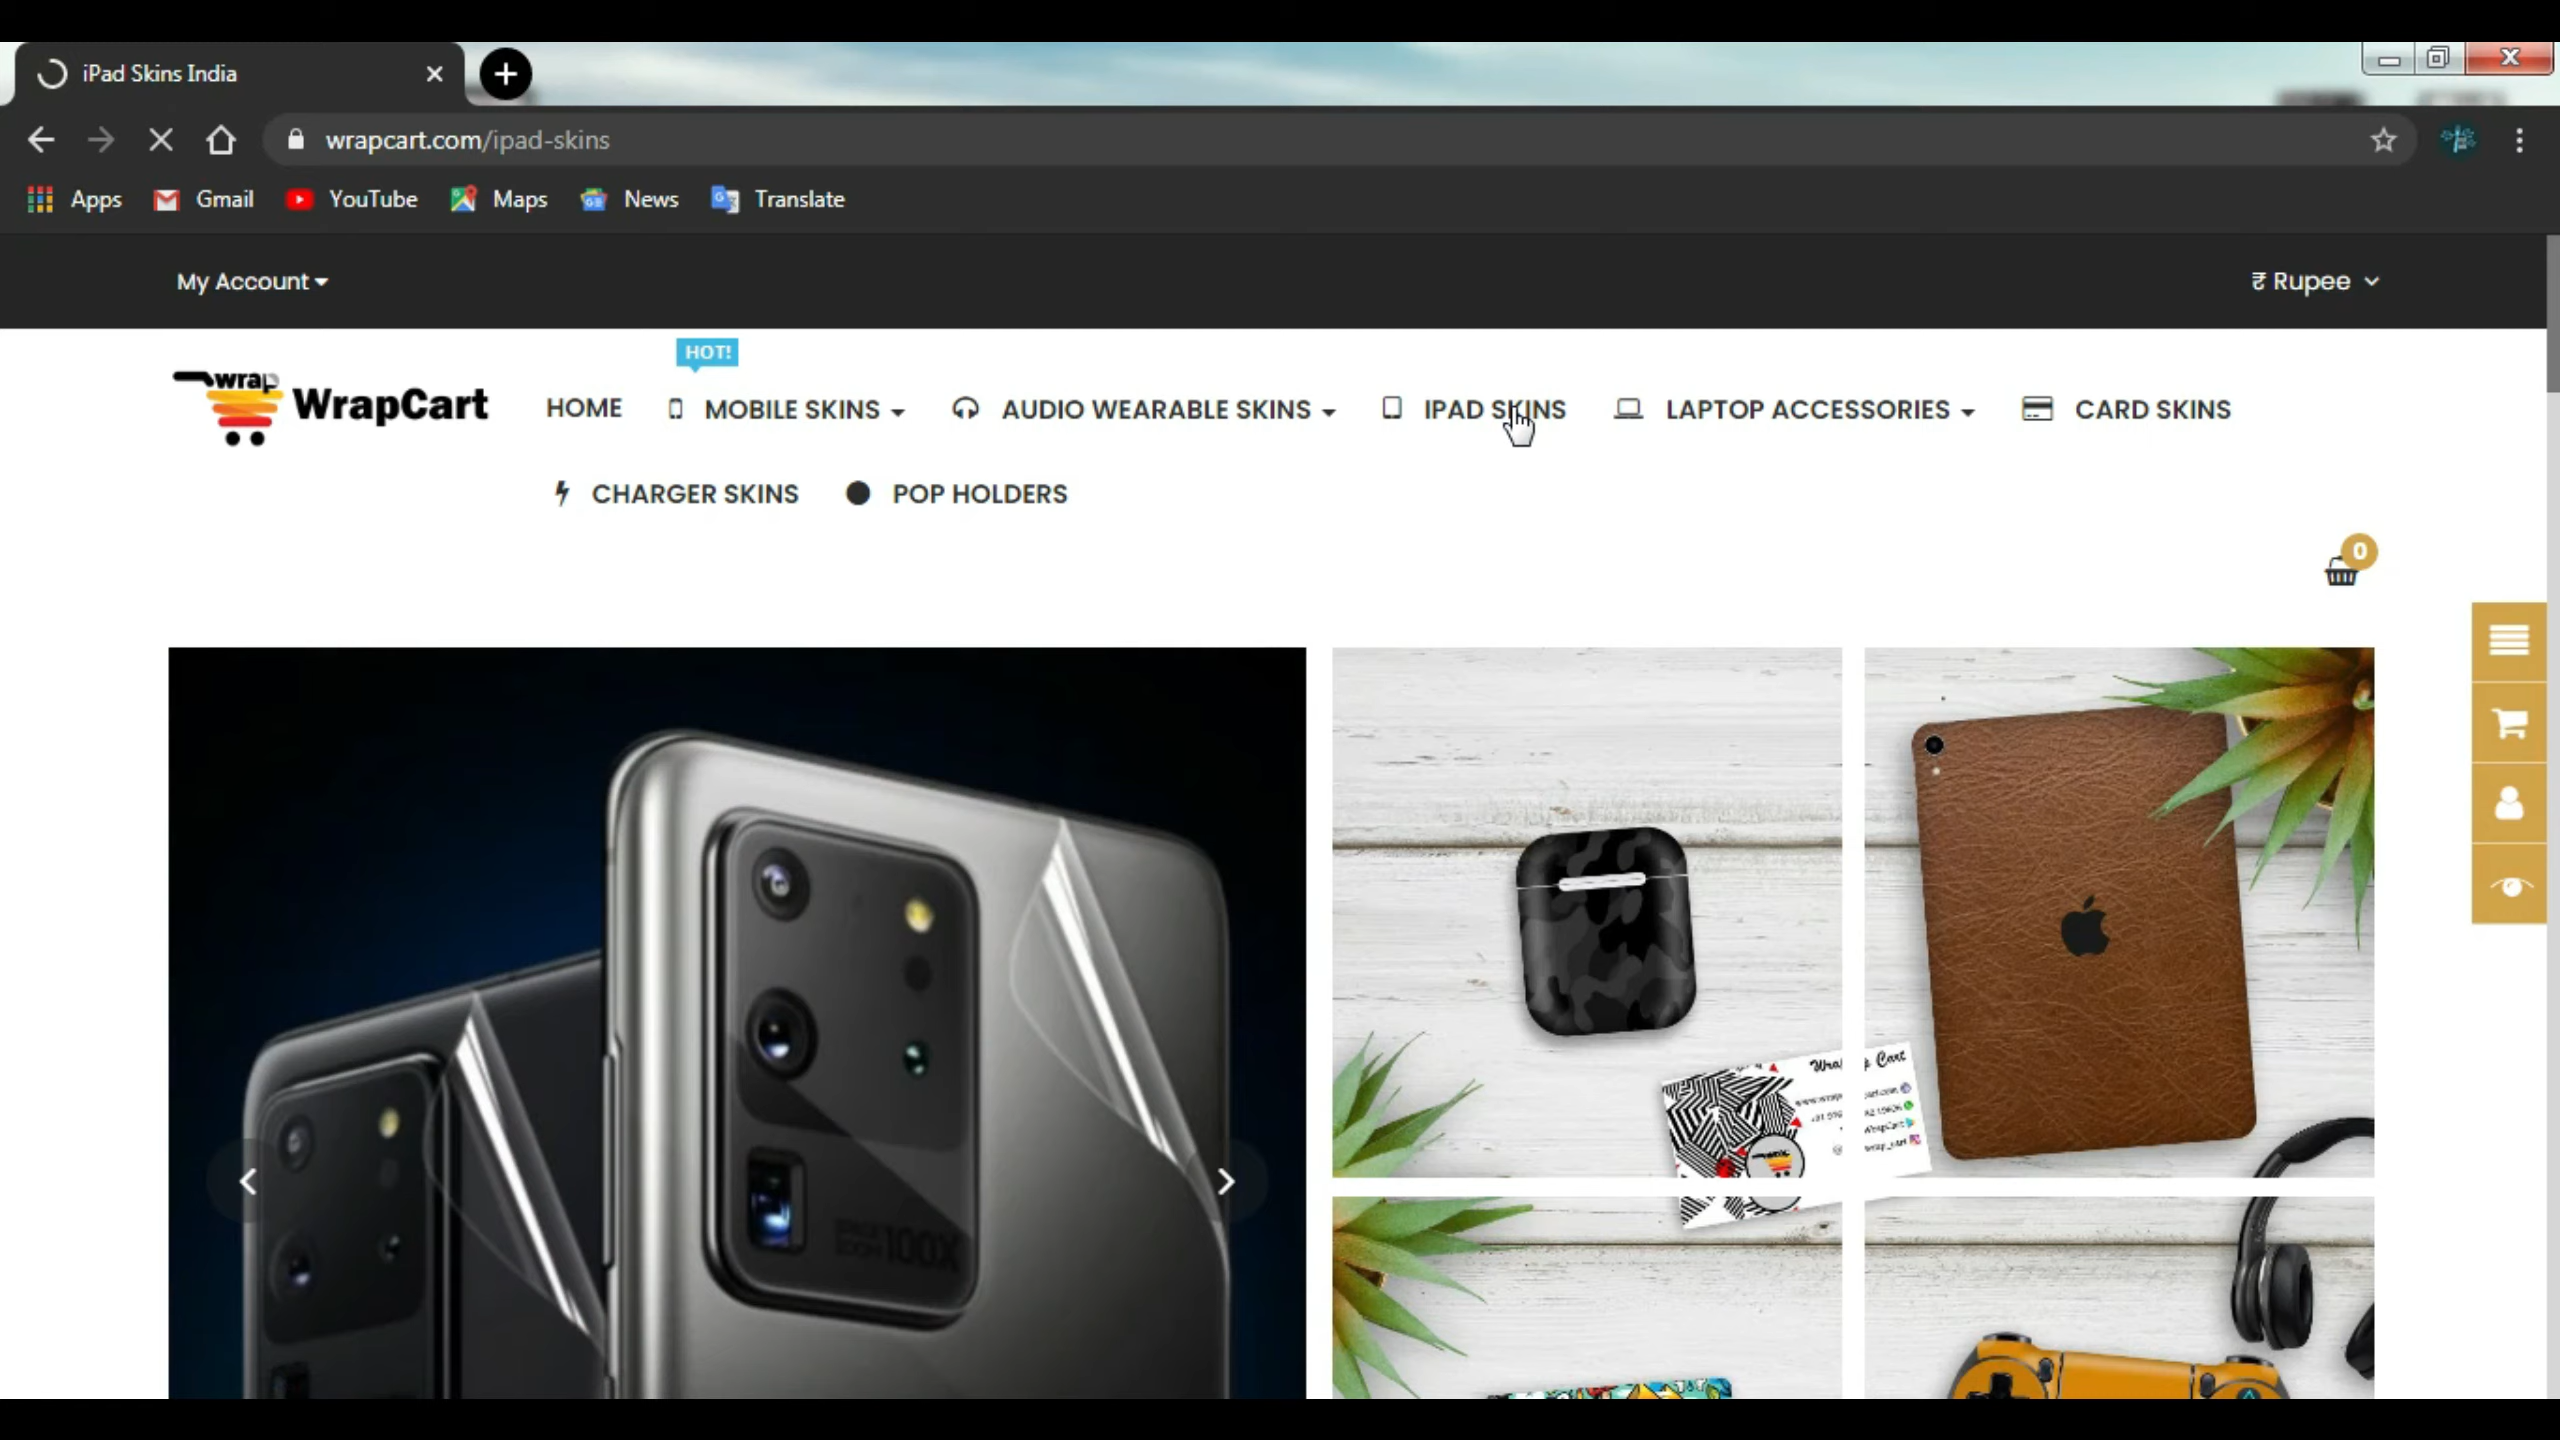 iPad Skins India
wrapcart.com/ipad-skins
Apps Gmail YouTube Maps News Translate
My Account ₹ Rupee
HOT!
wrap WrapCart HOME MOBILE SKINS AUDIO WEARABLE SKINS IPAD SKINS LAPTOP ACCESSORIES CARD SKINS
CHARGER SKINS POP HOLDERS
0
100X